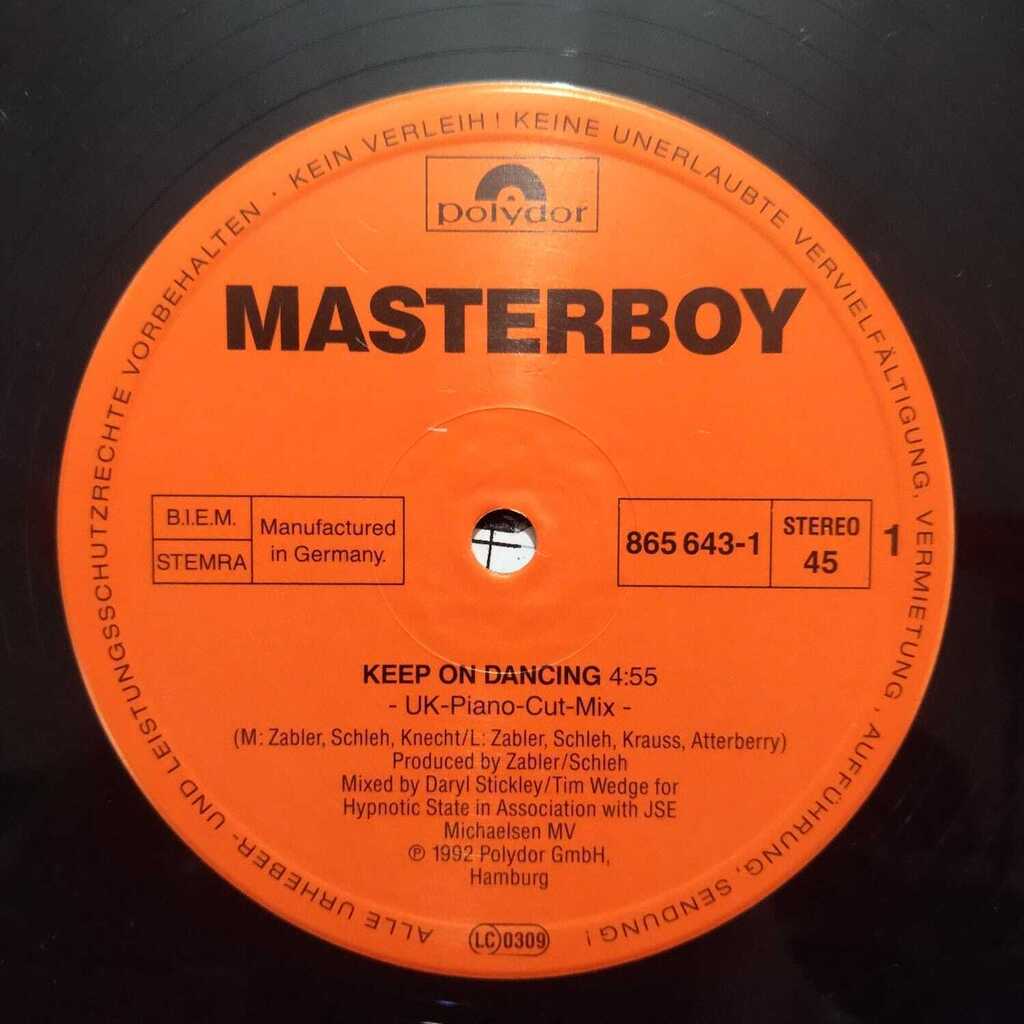 ALLE URHEBER- UND LEISTUNGSSCHUTZRECHTE VORBEHALTEN · KEIN VERLEIH! KEINE UNERLAUBTE VERVIELFÄLTIGUNG, VERMIETUNG, AUFFÜHRUNG, SENDUNG!
polydor
MASTERBOY
B.I.E.M.
STEMRA
Manufactured
in Germany.
865 643-1
STEREO
45
1
KEEP ON DANCING 4:55
- UK-Piano-Cut-Mix -
(M: Zabler, Schleh, Knecht/L: Zabler, Schleh, Krauss, Atterberry)
Produced by Zabler/Schleh
Mixed by Daryl Stickley/Tim Wedge for
Hypnotic State in Association with JSE
Michaelsen MV
℗ 1992 Polydor GmbH,
Hamburg
LC 0309